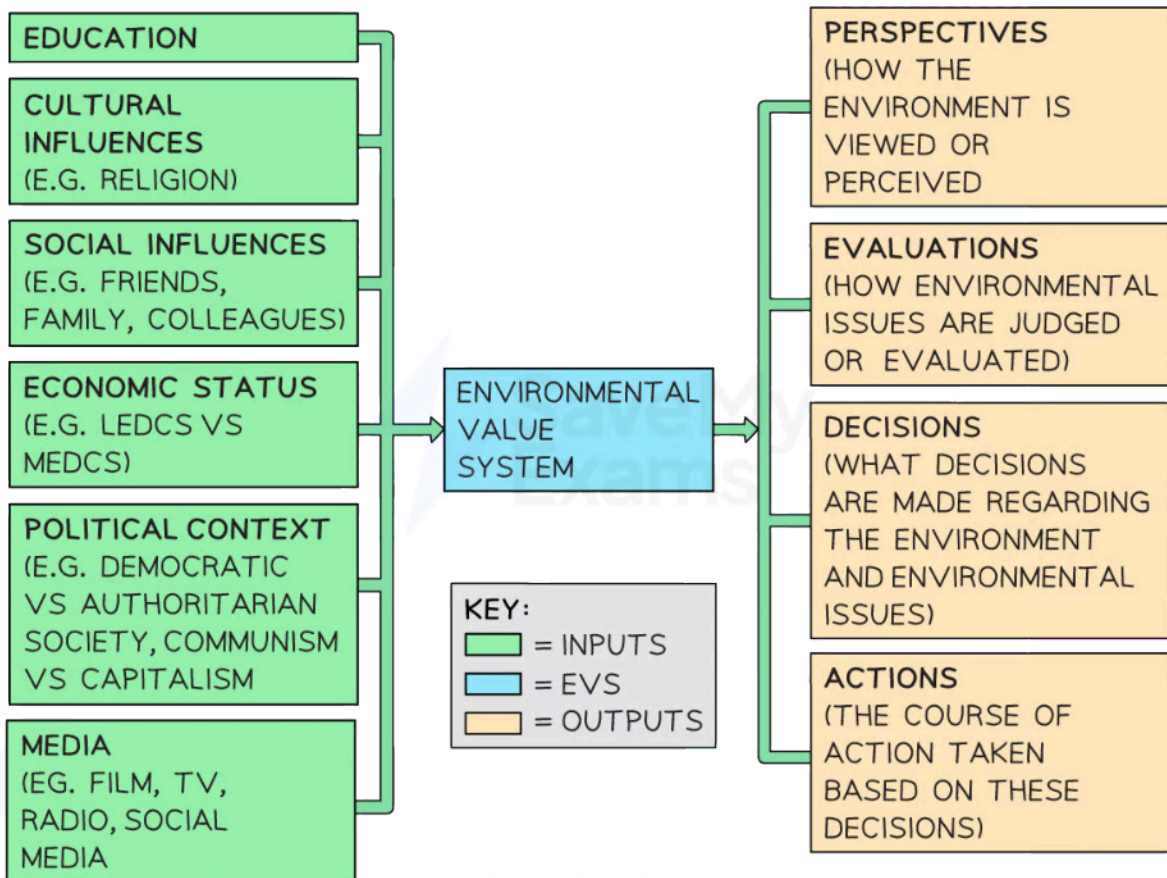 EDUCATION
CULTURAL
INFLUENCES
(E.G. RELIGION)
SOCIAL INFLUENCES
(E.G. FRIENDS,
FAMILY, COLLEAGUES)
ECONOMIC STATUS
(E.G. LEDCS VS
MEDCS)
POLITICAL CONTEXT
(E.G. DEMOCRATIC
VS AUTHORITARIAN
SOCIETY, COMMUNISM
VS CAPITALISM
MEDIA
(EG. FILM, TV,
RADIO, SOCIAL
MEDIA
ENVIRONMENTAL
VALUE
SYSTEM
SaveMy
Exams
KEY:
= INPUTS
= EVS
= OUTPUTS
PERSPECTIVES
(HOW THE
ENVIRONMENT IS
VIEWED OR
PERCEIVED
EVALUATIONS
(HOW ENVIRONMENTAL
ISSUES ARE JUDGED
OR EVALUATED)
DECISIONS
(WHAT DECISIONS
ARE MADE REGARDING
THE ENVIRONMENT
AND ENVIRONMENTAL
ISSUES)
ACTIONS
(THE COURSE OF
ACTION TAKEN
BASED ON THESE
DECISIONS)